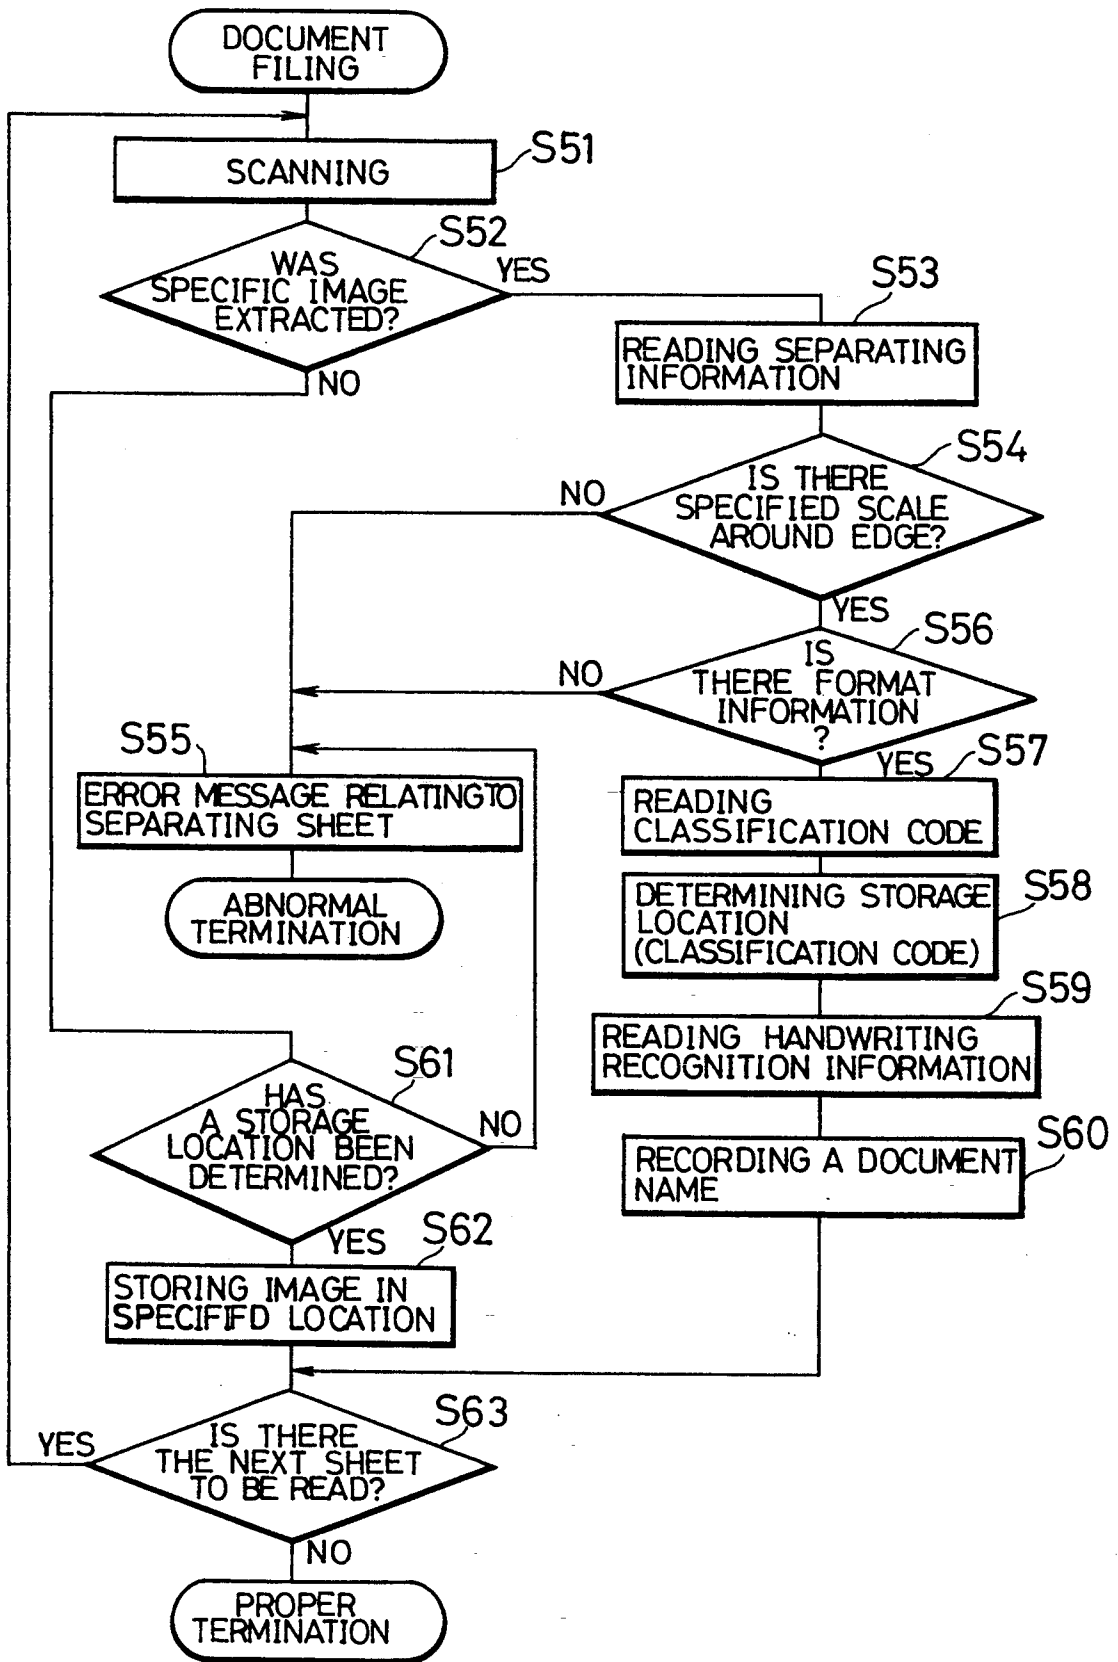 DOCUMENT
FILING
SCANNING
S51
WAS
SPECIFIC IMAGE
EXTRACTED?
S52
YES
NO
S53
READING SEPARATING
INFORMATION
S54
IS THERE
SPECIFIED SCALE
AROUND EDGE?
NO
YES
S56
IS
THERE FORMAT
INFORMATION
?
NO
YES
S55
ERROR MESSAGE RELATING TO
SEPARATING SHEET
ABNORMAL
TERMINATION
S57
READING
CLASSIFICATION CODE
S58
DETERMINING STORAGE
LOCATION
(CLASSIFICATION CODE)
S59
READING HANDWRITING
RECOGNITION INFORMATION
S60
RECORDING A DOCUMENT
NAME
S61
HAS
A STORAGE
LOCATION BEEN
DETERMINED?
NO
YES
S62
STORING IMAGE IN
SPECIFIFD LOCATION
S63
IS THERE
THE NEXT SHEET
TO BE READ?
YES
NO
PROPER
TERMINATION